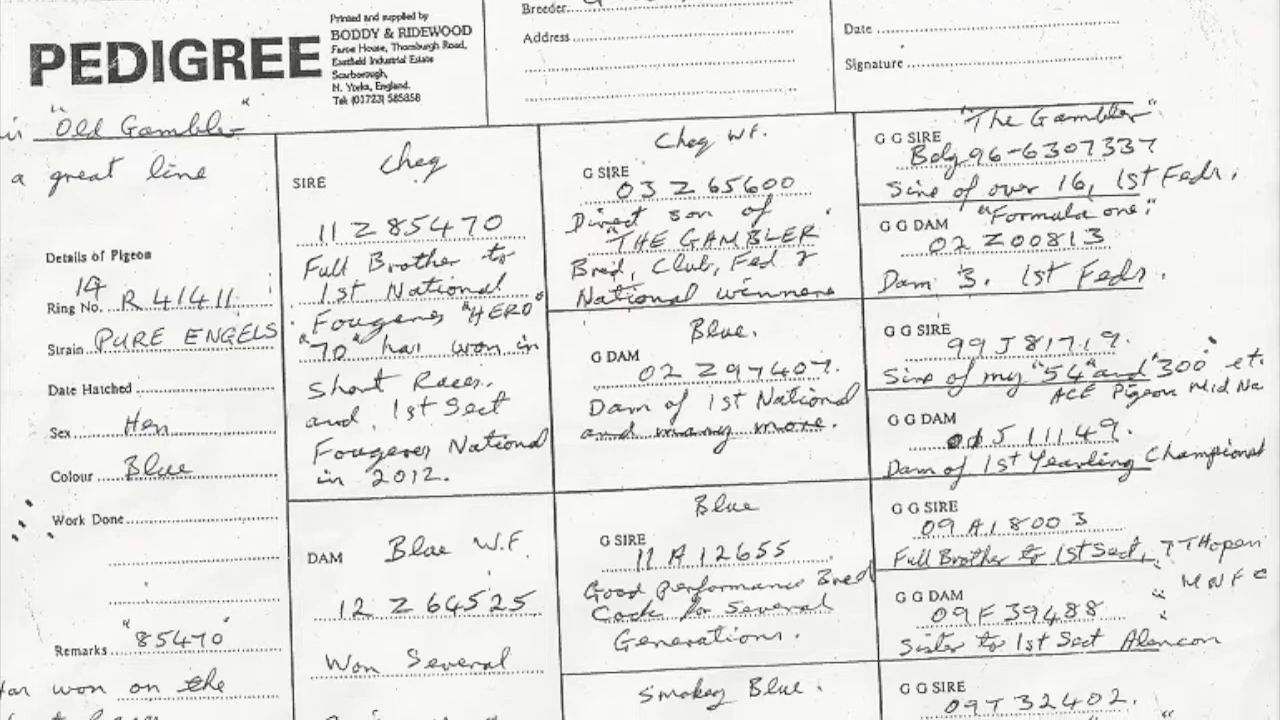 PEDIGREE
Printed and supplied by
BODDY & RIDEWOOD
Faroe House, Thornburgh Road,
Eastfield Industrial Estate
Scarborough,
N. Yorks, England.
Tel: (01723) 585858
Breeder
Address
Date
Signature
"Old Gambler"
a great line
Details of Pigeon
14
Ring No. R 41411
Strain PURE ENGELS
Date Hatched
Sex Hen
Colour Blue
Work Done
Remarks "85470"
won on the
SIRE Cheq
11 Z 85470
Full Brother to
1st National
Fougeres "HERO"
"70" has won in
Short Races.
and 1st Sect
Fougeres National
in 2012.
DAM Blue W.F.
12 Z 64525
Won Several
Cheq W.F.
G SIRE
03 Z 65600
Direct son of
"THE GAMBLER
Bred, Club, Fed &
National winners
Blue.
G DAM
02 Z 97407.
Dam of 1st National
and many more.
Blue
G SIRE
11 A 12655
Good Performance Bred
Cock for Several
Generations.
Smokey Blue.
"The Gambler"
G G SIRE
Belg 96-6307337
Sire of over 16, 1st Feds.
"Formula one"
G G DAM
02 Z00813
Dam 3. 1st Feds.
G G SIRE
99 J 81719.
Sire of my "54" and "300" etc
ACE Pigeon Mid Na
G G DAM
01 J 11149.
Dam of 1st Yearling Championst
G G SIRE
09 A 18003
Full Brother to 1st Sect,
MNFC
G G DAM
09F 39488
Sister to 1st Sect Alencon
G G SIRE
09T 32402.